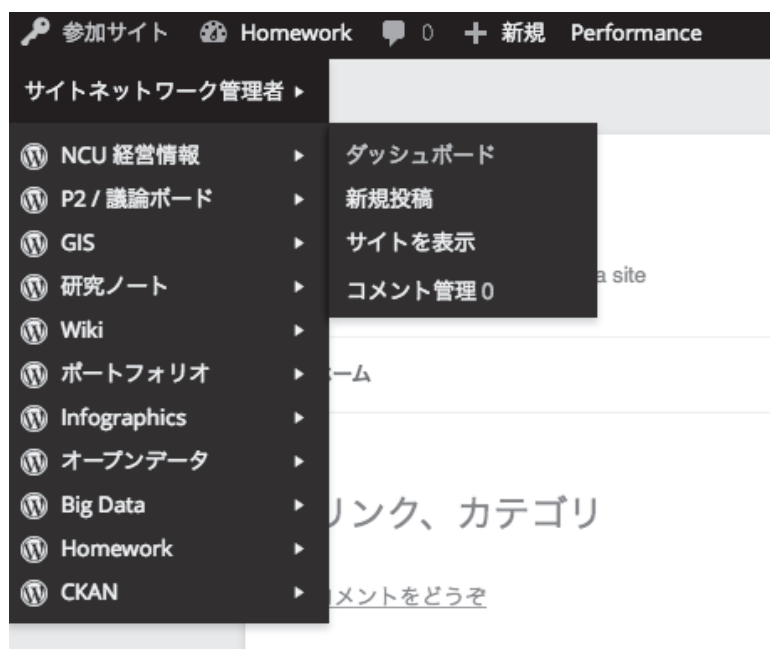 参加サイト Homework 0 新規 Performance
サイトネットワーク管理者
NCU 経営情報
P2 / 議論ボード
GIS
研究ノート
Wiki
ポートフォリオ
Infographics
オープンデータ
Big Data
Homework
CKAN
ダッシュボード
新規投稿
サイトを表示
コメント管理 0
a site
ーム
リンク、カテゴリ
メントをどうぞ